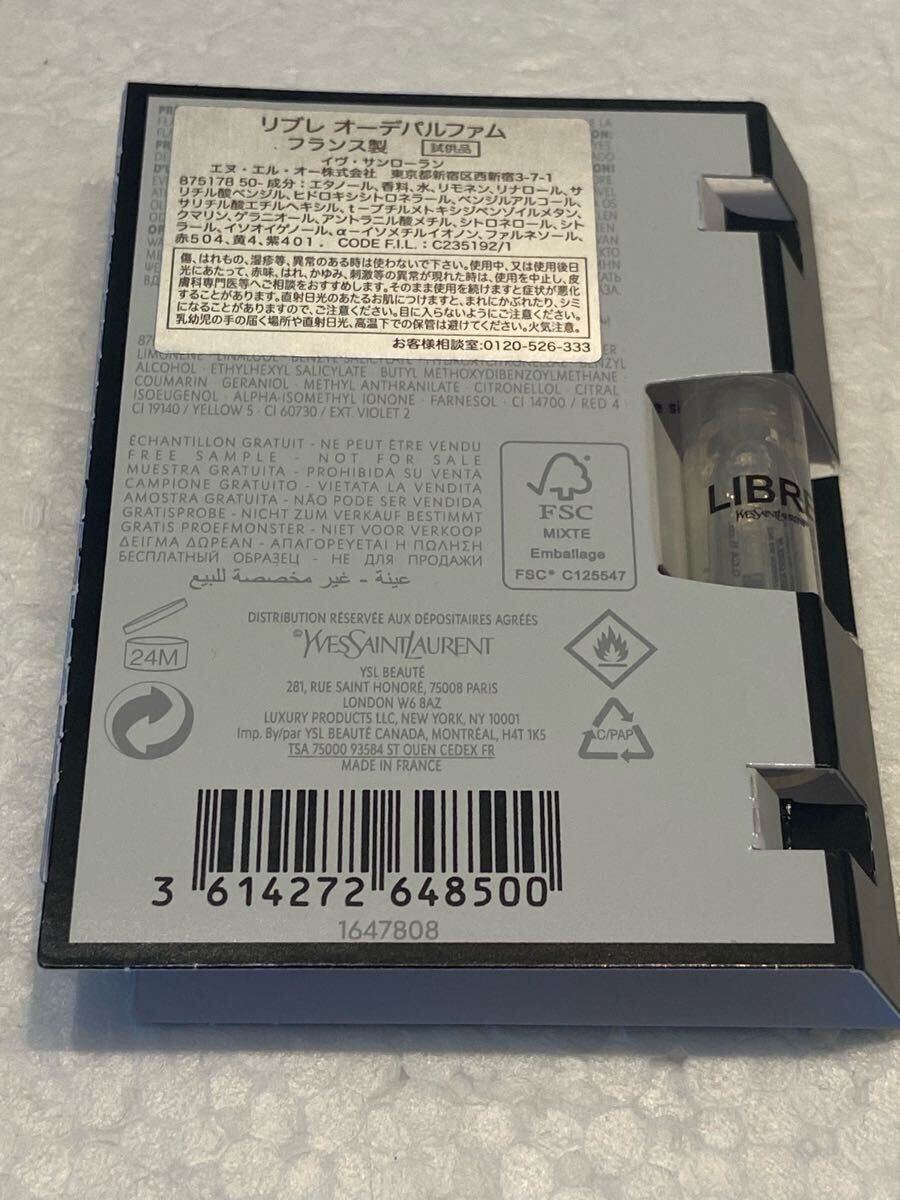 リブレ オーデパルファム
フランス製 試供品
イヴ・サンローラン
エヌ・エル・オー株式会社 東京都新宿区西新宿3-7-1
875178 50- 成分：エタノール、香料、水、リモネン、リナロール、サ
リチル酸ベンジル、ヒドロキシシトロネラール、ベンジルアルコール、
サリチル酸エチルヘキシル、t－ブチルメトキシジベンゾイルメタン、
クマリン、ゲラニオール、アントラニル酸メチル、シトロネロール、シト
ラール、イソオイゲノール、α－イソメチルイオノン、ファルネソール、
赤504、黄4、紫401. CODE F.I.L. : C235192/1
傷、はれもの、湿疹等、異常のある時は使わないで下さい。使用中、又は使用後日
光にあたって、赤味、はれ、かゆみ、刺激等の異常が現れた時は、使用を中止し、皮
膚科専門医等へご相談をおすすめします。そのまま使用を続けますと症状が悪化
することがあります。直射日光のあたるお肌につけますと、まれにかぶれたり、シミ
になることがありますので、ご注意ください。目に入らないようにご注意ください。
乳幼児の手の届く場所や直射日光、高温下での保管は避けてください。火気注意。
お客様相談室:0120-526-333
LIMONENE · LINALOOL · BENZYL
ALCOHOL · ETHYLHEXYL SALICYLATE · BUTYL METHOXYDIBENZOYLMETHANE ·
COUMARIN · GERANIOL · METHYL ANTHRANILATE · CITRONELLOL · CITRAL
ISOEUGENOL · ALPHA-ISOMETHYL IONONE · FARNESOL · CI 14700 / RED 4 ·
CI 19140 / YELLOW 5 · CI 60730 / EXT. VIOLET 2
ÉCHANTILLON GRATUIT - NE PEUT ÊTRE VENDU
FREE SAMPLE - NOT FOR SALE
MUESTRA GRATUITA - PROHIBIDA SU VENTA
CAMPIONE GRATUITO - VIETATA LA VENDITA
AMOSTRA GRATUITA - NÃO PODE SER VENDIDA
GRATISPROBE - NICHT ZUM VERKAUF BESTIMMT
GRATIS PROEFMONSTER - NIET VOOR VERKOOP
ΔΕΙΓΜΑ ΔΩΡΕΑΝ - ΑΠΑΓΟΡΕΥΕΤΑΙ Η ΠΩΛΗΣΗ
БЕСПЛАТНЫЙ ОБРАЗЕЦ - НЕ ДЛЯ ПРОДАЖИ
عينة - غير مخصصة للبيع
FSC
MIXTE
Emballage
FSC® C125547
LIBRE
YVESSAINTLAURENT
24M
DISTRIBUTION RÉSERVÉE AUX DÉPOSITAIRES AGRÉÉS
©YVESSAINTLAURENT
YSL BEAUTÉ
281, RUE SAINT HONORÉ, 75008 PARIS
LONDON W6 8AZ
LUXURY PRODUCTS LLC, NEW YORK, NY 10001
Imp. By/par YSL BEAUTÉ CANADA, MONTRÉAL, H4T 1K5
TSA 75000 93584 ST OUEN CEDEX FR
MADE IN FRANCE
C/PAP
3 614272 648500
1647808